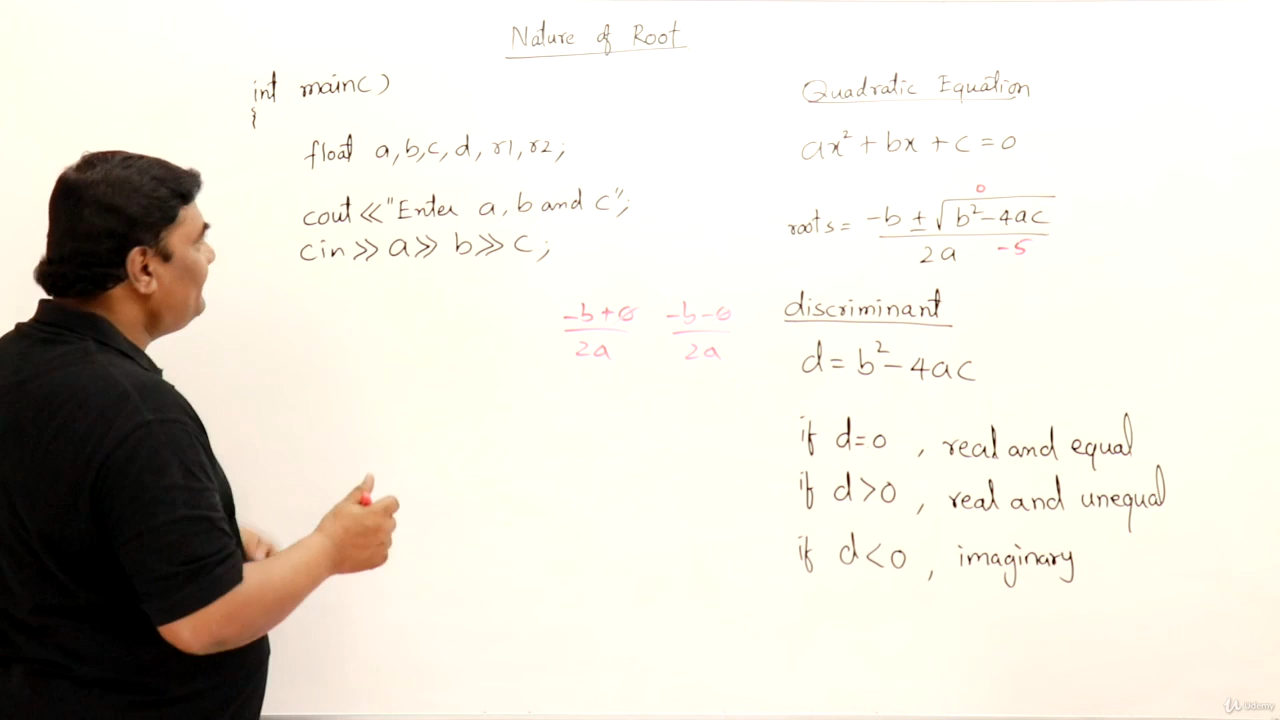 Nature of Root
int main()
{
float a,b,c,d,r1,r2;
cout<<"Enter a, b and c";
cin>>a>>b>>c;
-b+0 -b-0
2a 2a
Quadratic Equation
ax²+bx+c=0
0
roots = -b ± √b²-4ac
2a -5
discriminant
d=b²-4ac
if d=0 , real and equal
if d>0 , real and unequal
if d<0 , imaginary
Udemy